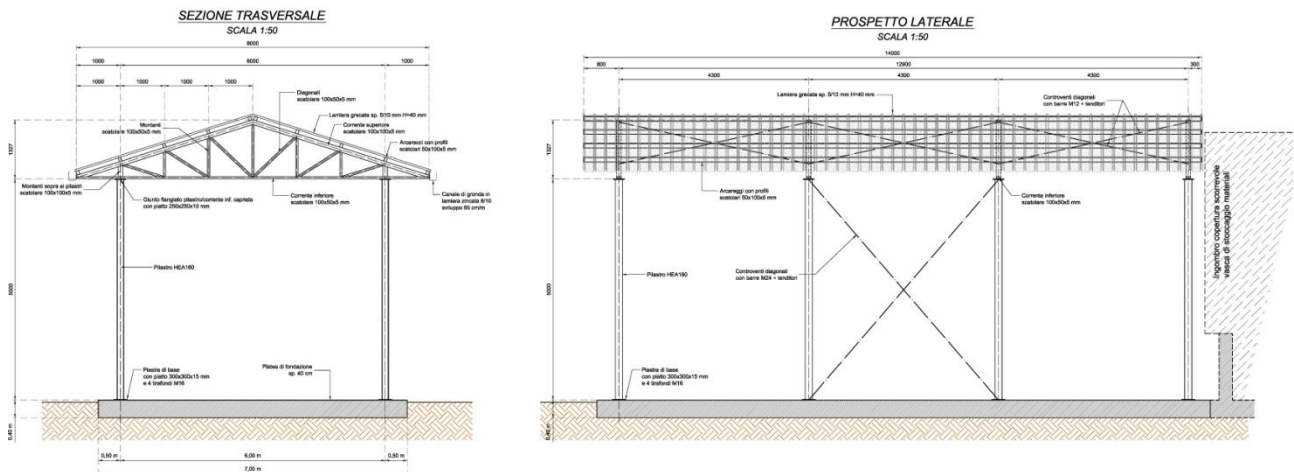 SEZIONE TRASVERSALE
SCALA 1:50
8000
1000
6000
1000
1000
1000
1000
1000
Diagonali
scatolare 100x50x5 mm
Lamiera grecata sp. 5/10 mm H=40 mm
Montanti
scatolare 100x50x5 mm
Corrente superiore
scatolare 100x100x5 mm
Arcarecci con profili
scatolari 50x100x5 mm
1327
Montanti sopra ai pilastri
scatolare 100x100x5 mm
Giunto flangiato pilastro/corrente inf. capriata
con piatto 250x250x10 mm
Corrente inferiore
scatolare 100x50x5 mm
Canale di gronda in
lamiera zincata 8/10
sviluppo 65 cm/m
Pilastro HEA160
5000
Piastra di base
con piatto 300x300x15 mm
e 4 tirafondi M16
Platea di fondazione
sp. 40 cm
0,40 m
0,50 m
6,00 m
0,50 m
7,00 m
PROSPETTO LATERALE
SCALA 1:50
14000
800
12900
300
4300
4300
4300
Lamiera grecata sp. 5/10 mm H=40 mm
Controventi diagonali
con barre M12 + tenditori
1327
Arcareggi con profili
scatolari 50x100x5 mm
Corrente inferiore
scatolare 100x50x5 mm
Ingombro copertura scorrevole
vasca di stoccaggio materiali
Pilastro HEA160
Controventi diagonali
con barre M24 + tenditori
5000
Piastra di base
con piatto 300x300x15 mm
e 4 tirafondi M16
0,40 m